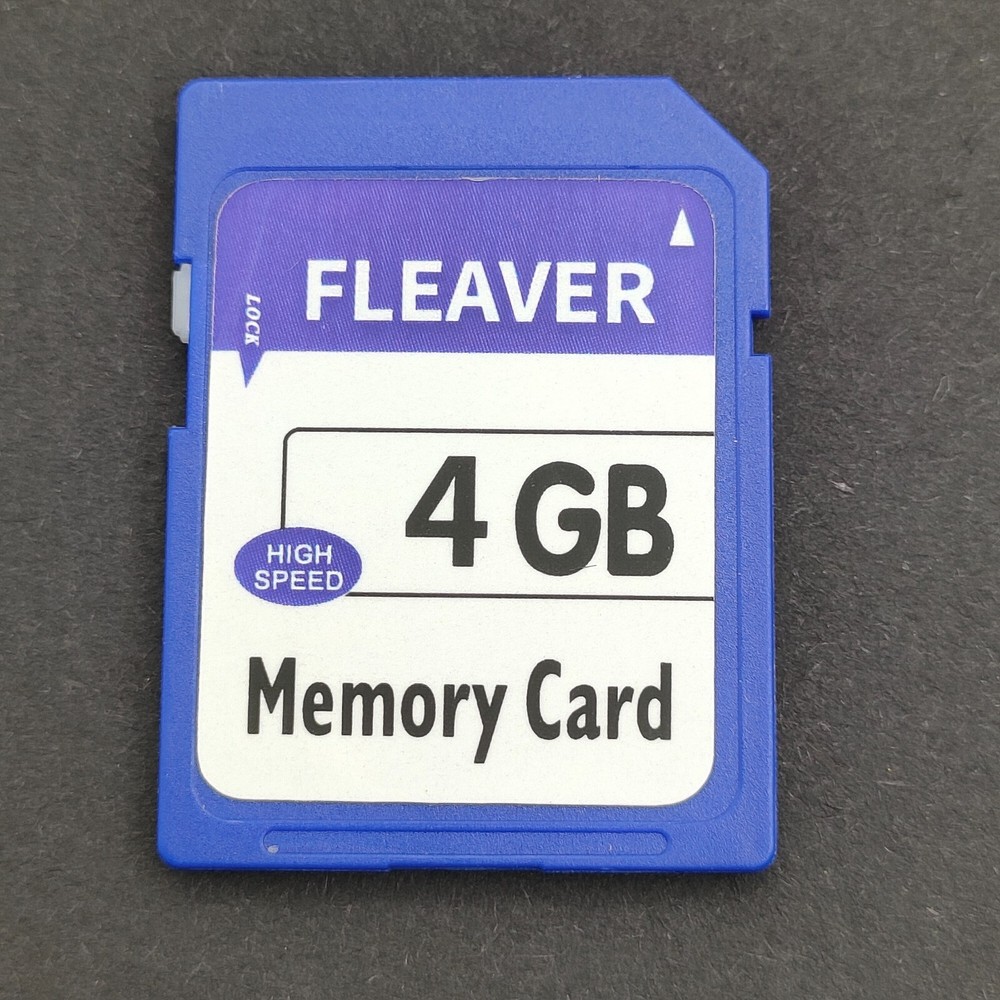 FLEAVER
LOCK
4 GB
HIGH
SPEED
Memory Card